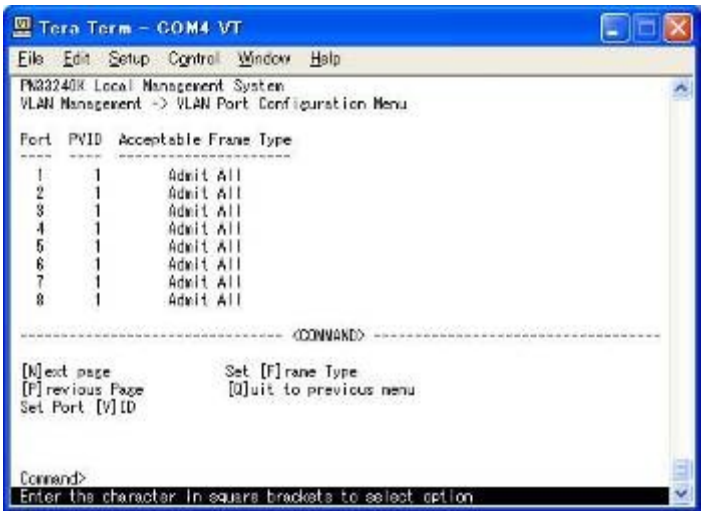 Tera Term - COM4 VT
File Edit Setup Control Window Help
PN33240K Local Management System
VLAN Management -> VLAN Port Configuration Menu
Port PVID Acceptable Frame Type
---- ---- ---------------------
1 1 Admit All
2 1 Admit All
3 1 Admit All
4 1 Admit All
5 1 Admit All
6 1 Admit All
7 1 Admit All
8 1 Admit All
-------------------------------- <COMMAND> -----------------------------------
[N]ext page Set [F]rame Type
[P]revious Page [Q]uit to previous menu
Set Port [V]ID
Command>
Enter the character in square brackets to select option